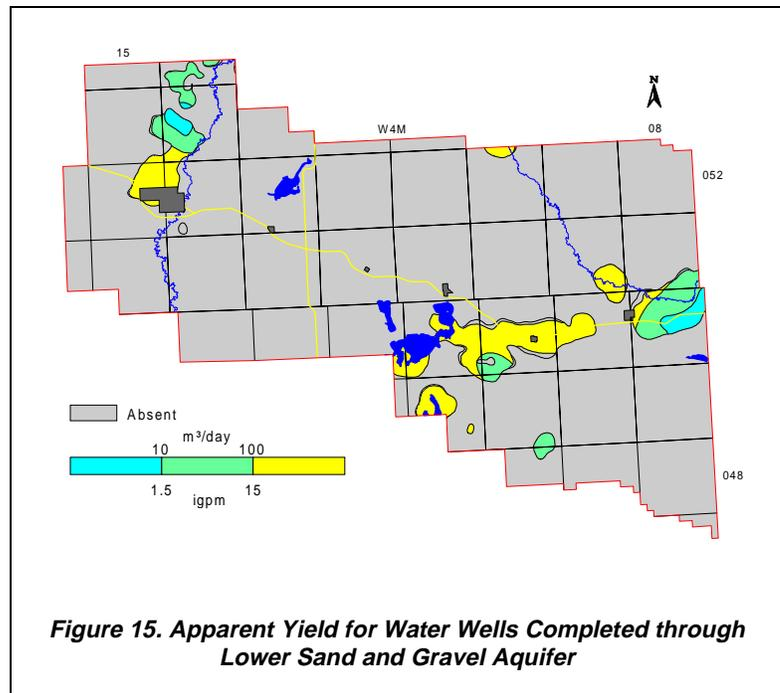 15
N
W4M
08
052
Absent
m³/day
10 100
1.5 15
igpm
048
Figure 15. Apparent Yield for Water Wells Completed through
Lower Sand and Gravel Aquifer